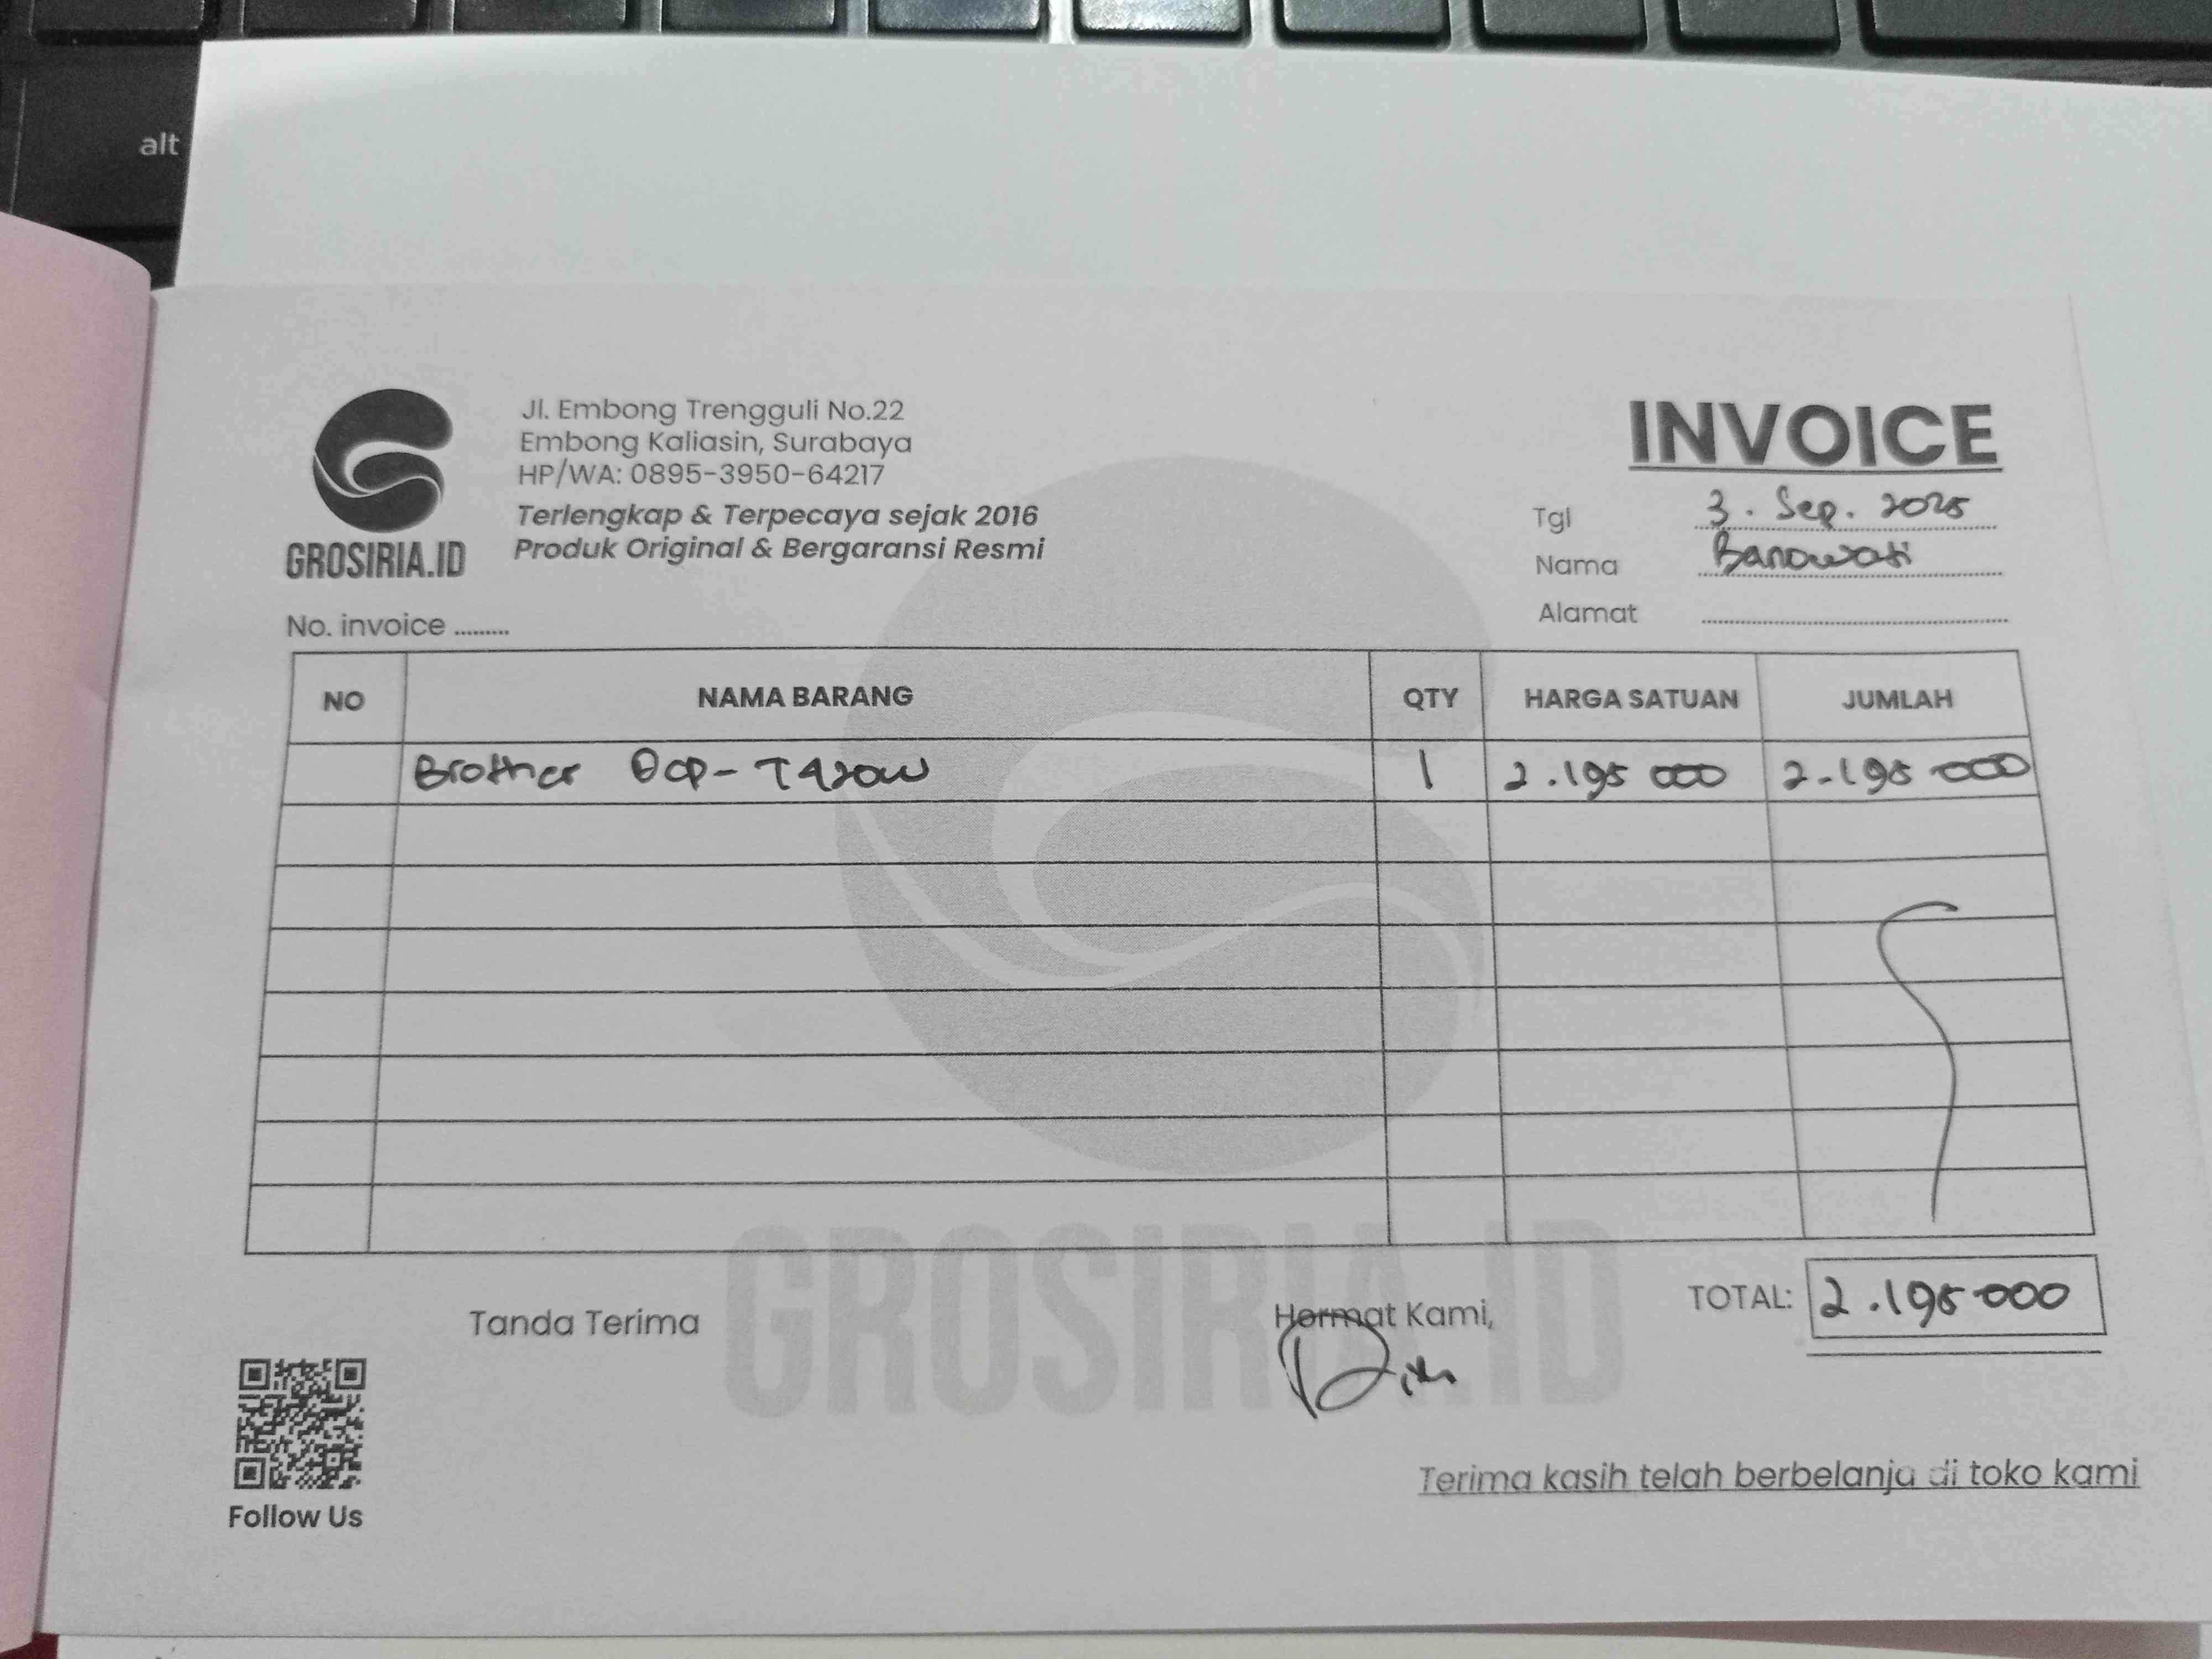 alt
Jl. Embong Trengguli No.22
Embong Kaliasin, Surabaya
HP/WA: 0895-3950-64217
Terlengkap & Terpecaya sejak 2016
Produk Original & Bergaransi Resmi
GROSIRIA.ID
INVOICE
Tgl 3. Sep. 2025
Nama Banowati
Alamat
No. invoice .........
NO NAMA BARANG QTY HARGA SATUAN JUMLAH
Brother DCP-T420W 1 2.195 000 2.195 000
GROSIRIA.ID
TOTAL: 2.195 000
Tanda Terima
Hormat Kami,
Follow Us
Terima kasih telah berbelanja di toko kami